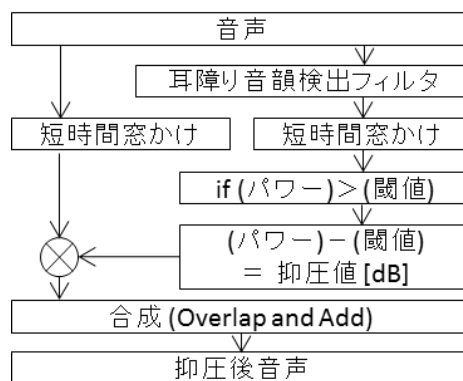 音声
耳障り音韻検出フィルタ
短時間窓かけ
短時間窓かけ
if (パワー)>(閾値)
(パワー)−(閾値)
= 抑圧値[dB]
合成(Overlap and Add)
抑圧後音声